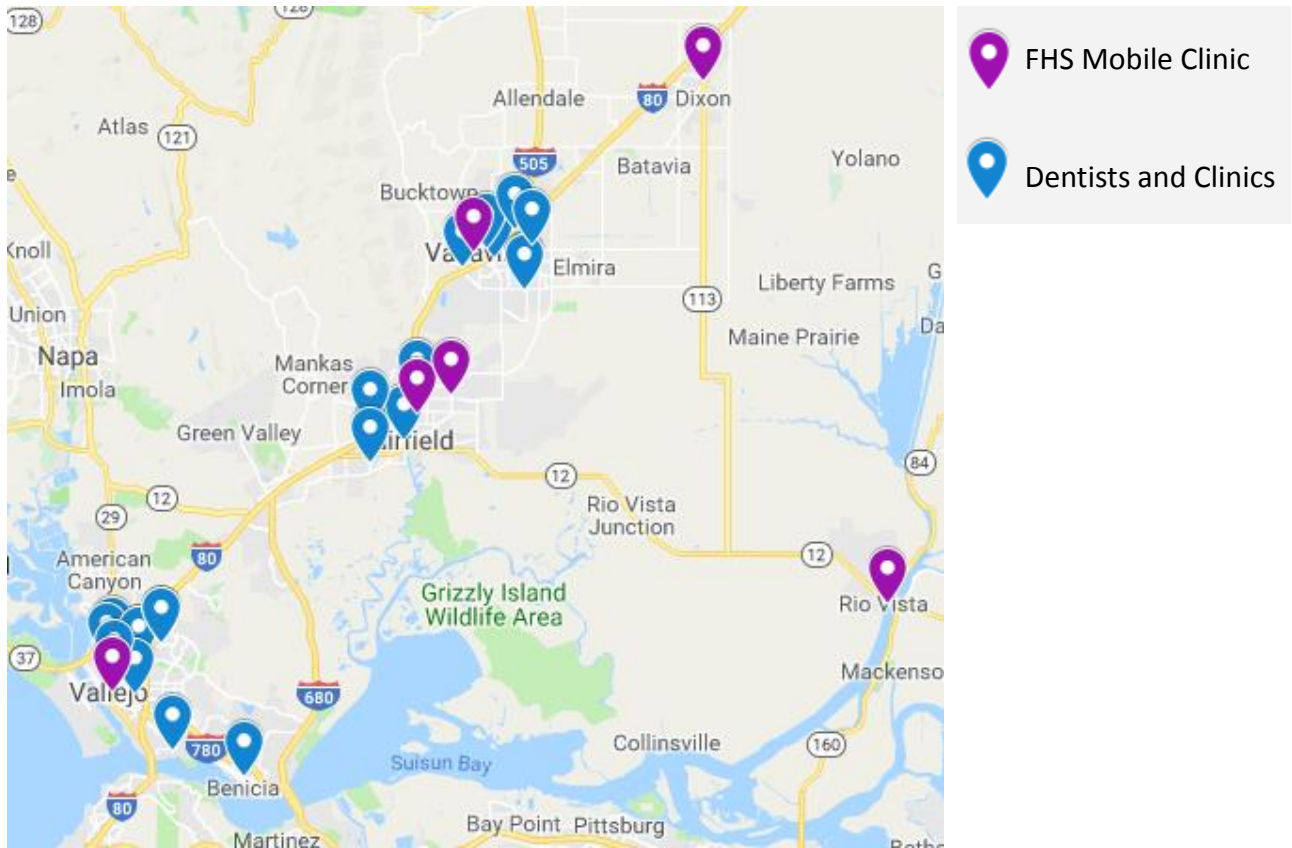 128
128
FHS Mobile Clinic
80
Dixon
Allendale
Atlas
121
505
Batavia
Yolano
Dentists and Clinics
Bucktown
Knoll
Elmira
Liberty Farms
113
Union
Maine Prairie
Napa
Mankas
Corner
Imola
Green Valley
84
12
12
Rio Vista
Junction
29
American
Canyon
80
12
Grizzly Island
Wildlife Area
Rio Vista
37
Mackenso
Vallejo
680
780
Collinsville
160
Suisun Bay
Benicia
80
Bay Point
Pittsburg
Martinez